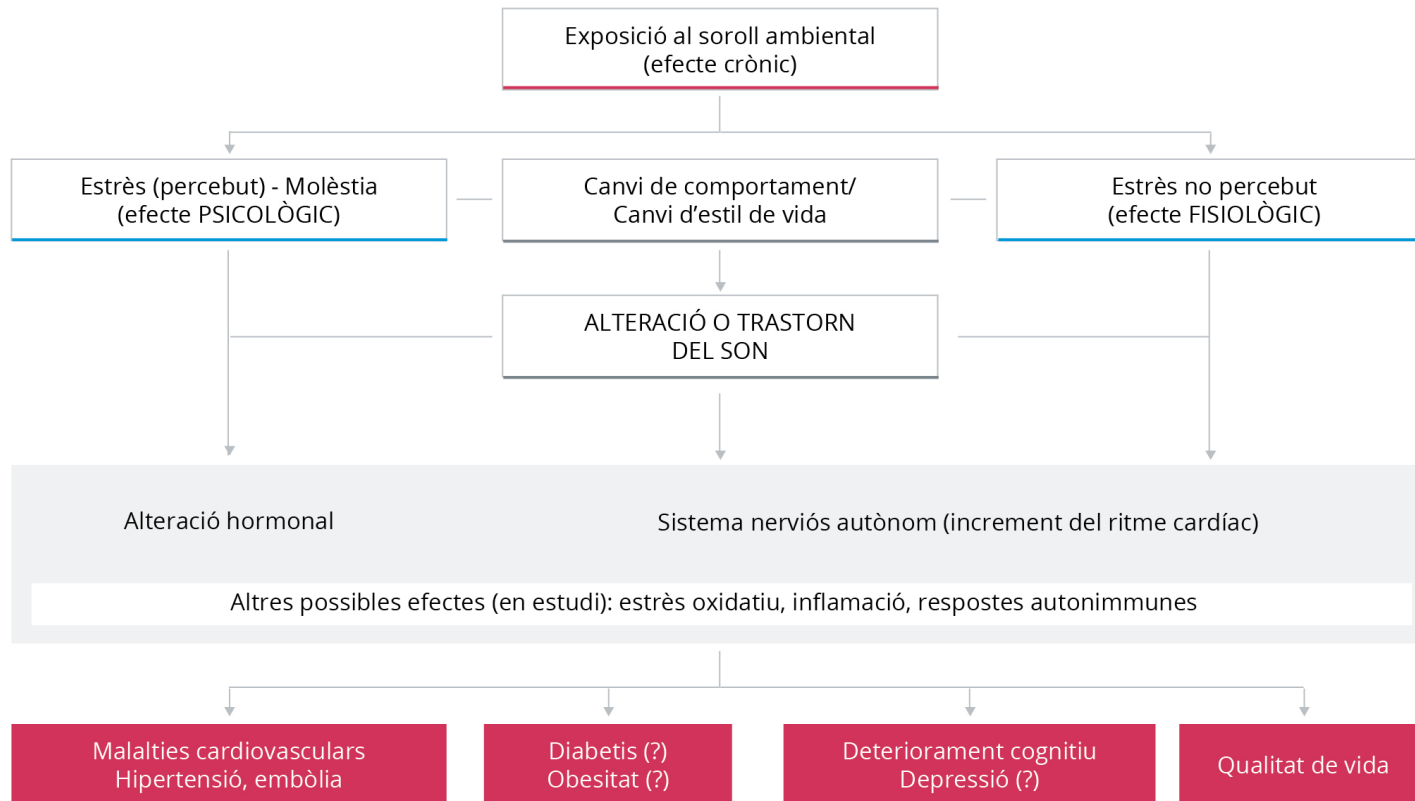 Exposició al soroll ambiental
(efecte crònic)
Estrès (percebut) - Molèstia
(efecte PSICOLÒGIC)
Canvi de comportament/
Canvi d’estil de vida
Estrès no percebut
(efecte FISIOLÒGIC)
ALTERACIÓ O TRASTORN
DEL SON
Alteració hormonal
Sistema nerviós autònom (increment del ritme cardíac)
Altres possibles efectes (en estudi): estrès oxidatiu, inflamació, respostes autonimmunes
Malalties cardiovasculars
Hipertensió, embòlia
Diabetis (?)
Obesitat (?)
Deteriorament cognitiu
Depressió (?)
Qualitat de vida